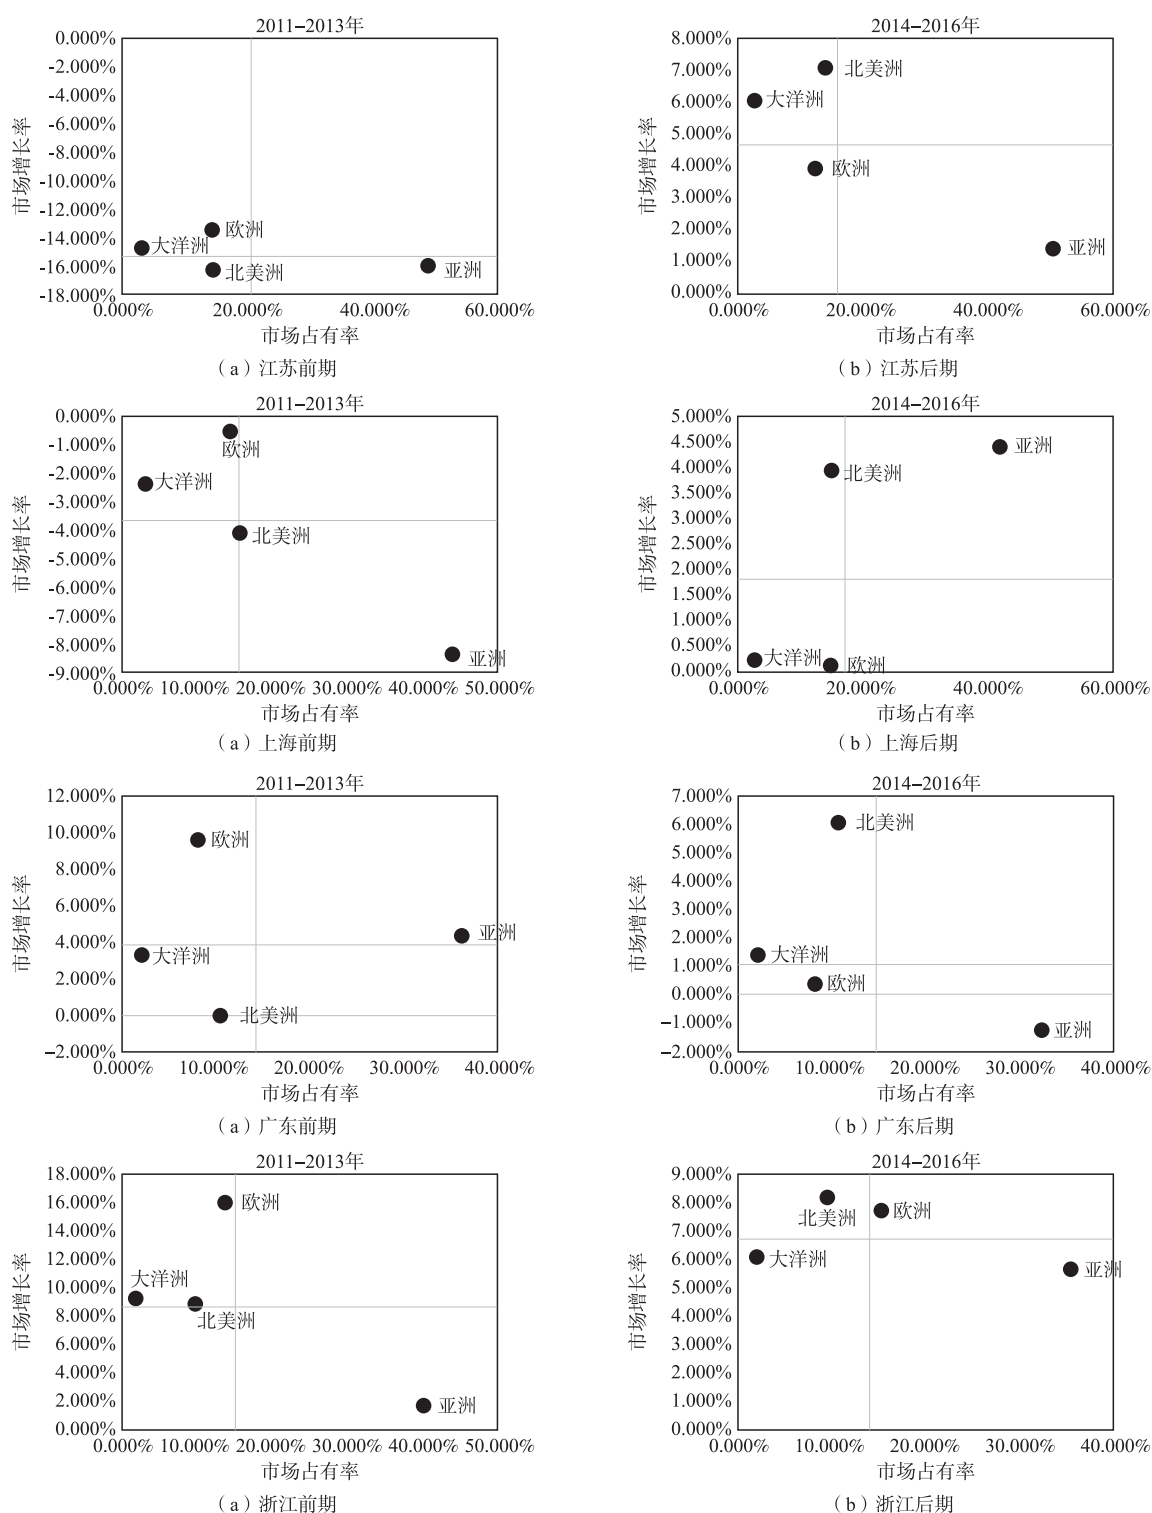 2011–2013年
0.000%
-2.000%
-4.000%
-6.000%
-8.000%
-10.000%
-12.000%
-14.000%
-16.000%
-18.000%
市场增长率
欧洲
大洋洲
北美洲
亚洲
0.000% 20.000% 40.000% 60.000%
市场占有率
（a）江苏前期
2014–2016年
8.000%
7.000%
6.000%
5.000%
4.000%
3.000%
2.000%
1.000%
0.000%
市场增长率
北美洲
大洋洲
欧洲
亚洲
0.000% 20.000% 40.000% 60.000%
市场占有率
（b）江苏后期
2011–2013年
0.000%
-1.000%
-2.000%
-3.000%
-4.000%
-5.000%
-6.000%
-7.000%
-8.000%
-9.000%
市场增长率
欧洲
大洋洲
北美洲
亚洲
0.000% 10.000% 20.000% 30.000% 40.000% 50.000%
市场占有率
（a）上海前期
2014–2016年
5.000%
4.500%
4.000%
3.500%
3.000%
2.500%
2.000%
1.500%
1.000%
0.500%
0.000%
市场增长率
亚洲
北美洲
大洋洲
欧洲
0.000% 20.000% 40.000% 60.000%
市场占有率
（b）上海后期
2011–2013年
12.000%
10.000%
8.000%
6.000%
4.000%
2.000%
0.000%
–2.000%
市场增长率
欧洲
亚洲
大洋洲
北美洲
0.000% 10.000% 20.000% 30.000% 40.000%
市场占有率
（a）广东前期
2014–2016年
7.000%
6.000%
5.000%
4.000%
3.000%
2.000%
1.000%
0.000%
–1.000%
–2.000%
市场增长率
北美洲
大洋洲
欧洲
亚洲
0.000% 10.000% 20.000% 30.000% 40.000%
市场占有率
（b）广东后期
2011–2013年
18.000%
16.000%
14.000%
12.000%
10.000%
8.000%
6.000%
4.000%
2.000%
0.000%
市场增长率
欧洲
大洋洲
北美洲
亚洲
0.000% 10.000% 20.000% 30.000% 40.000% 50.000%
市场占有率
（a）浙江前期
2014–2016年
9.000%
8.000%
7.000%
6.000%
5.000%
4.000%
3.000%
2.000%
1.000%
0.000%
市场增长率
北美洲
欧洲
大洋洲
亚洲
0.000% 10.000% 20.000% 30.000% 40.000%
市场占有率
（b）浙江后期